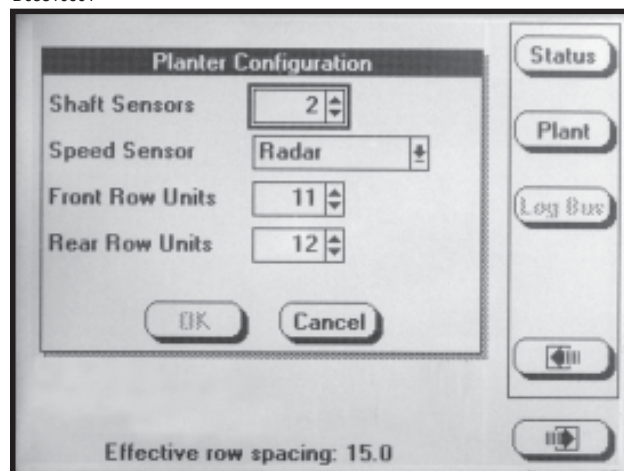 Planter Configuration
Shaft Sensors 2
Speed Sensor Radar
Front Row Units 11
Rear Row Units 12
OK Cancel
Effective row spacing: 15.0
Status
Plant
Log Bus